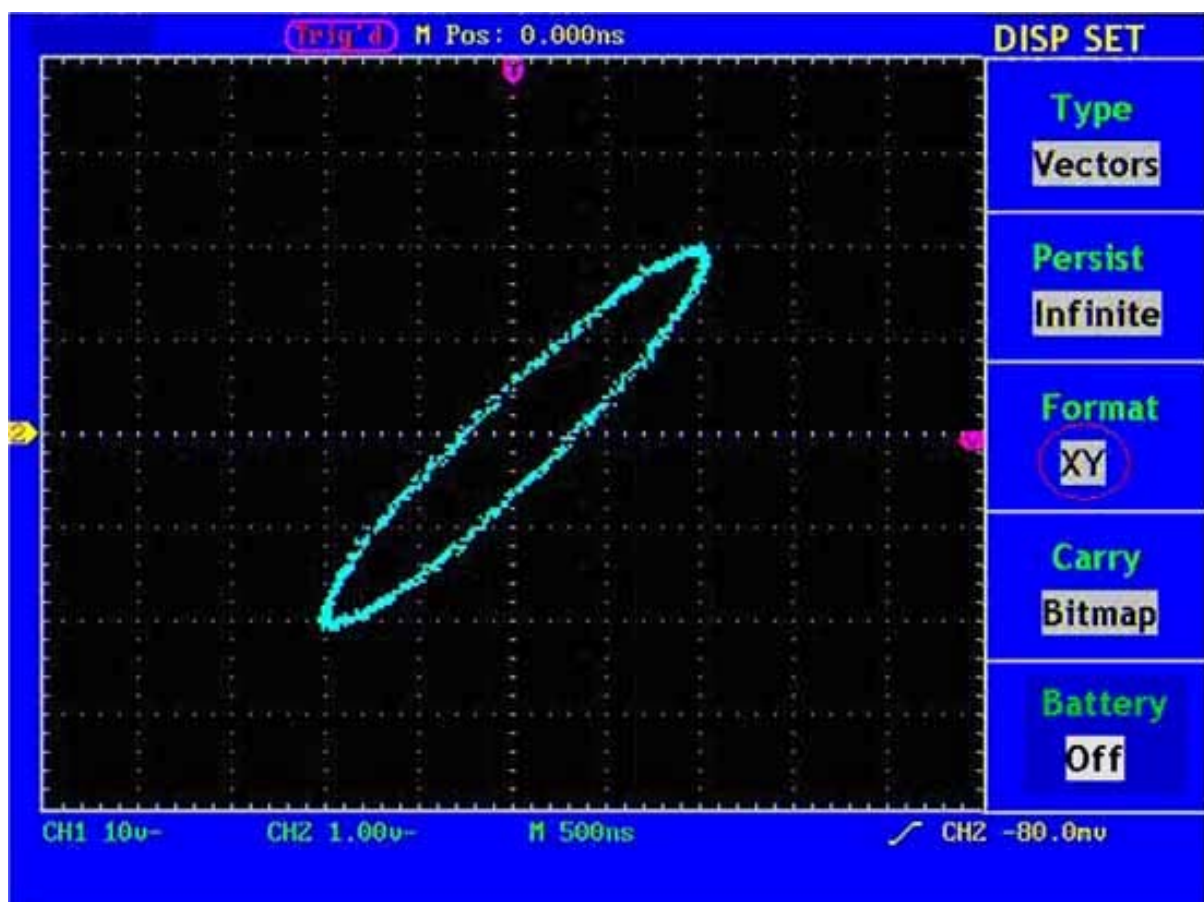 Trig'd M Pos: 0.000ns
DISP SET
T
Type
Vectors
Persist
Infinite
Format
XY
2
Carry
Bitmap
Battery
Off
CH1 10v-
CH2 1.00v-
M 500ns
CH2 -80.0mv